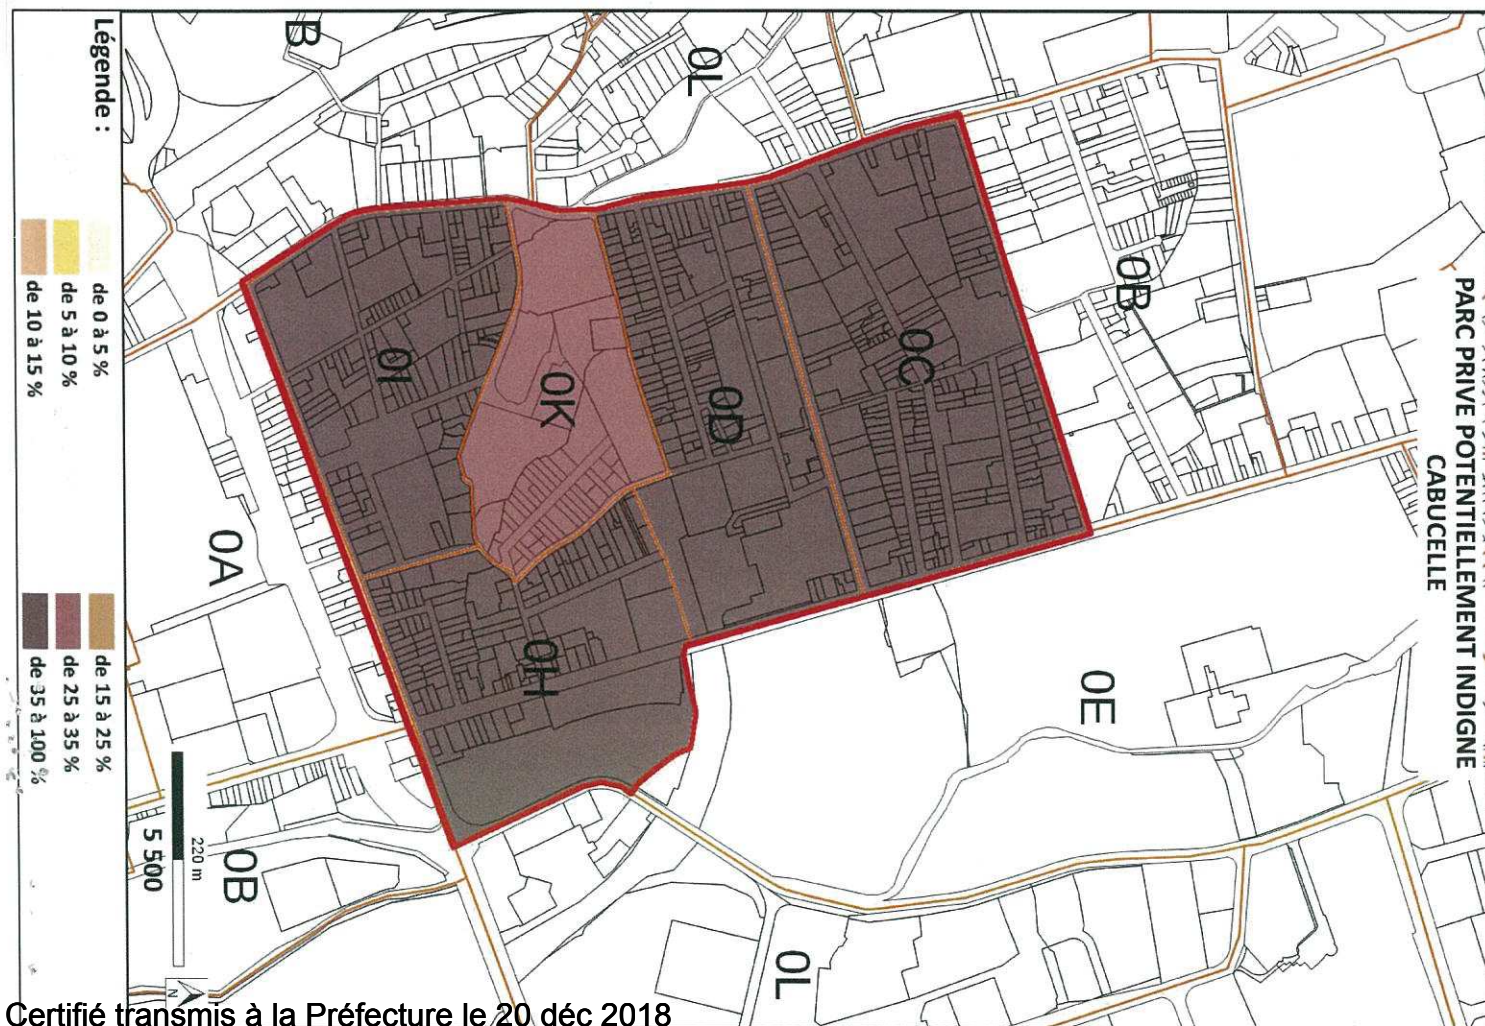 PARC PRIVE POTENTIELLEMENT INDIGNE
CABUCELLE
B
0L
0B
0C
0D
0K
0I
0H
0E
0A
0B
0L
Légende :
de 0 à 5 %
de 5 à 10 %
de 10 à 15 %
de 15 à 25 %
de 25 à 35 %
de 35 à 100 %
220 m
5 500
N
Certifié transmis à la Préfecture le 20 déc 2018